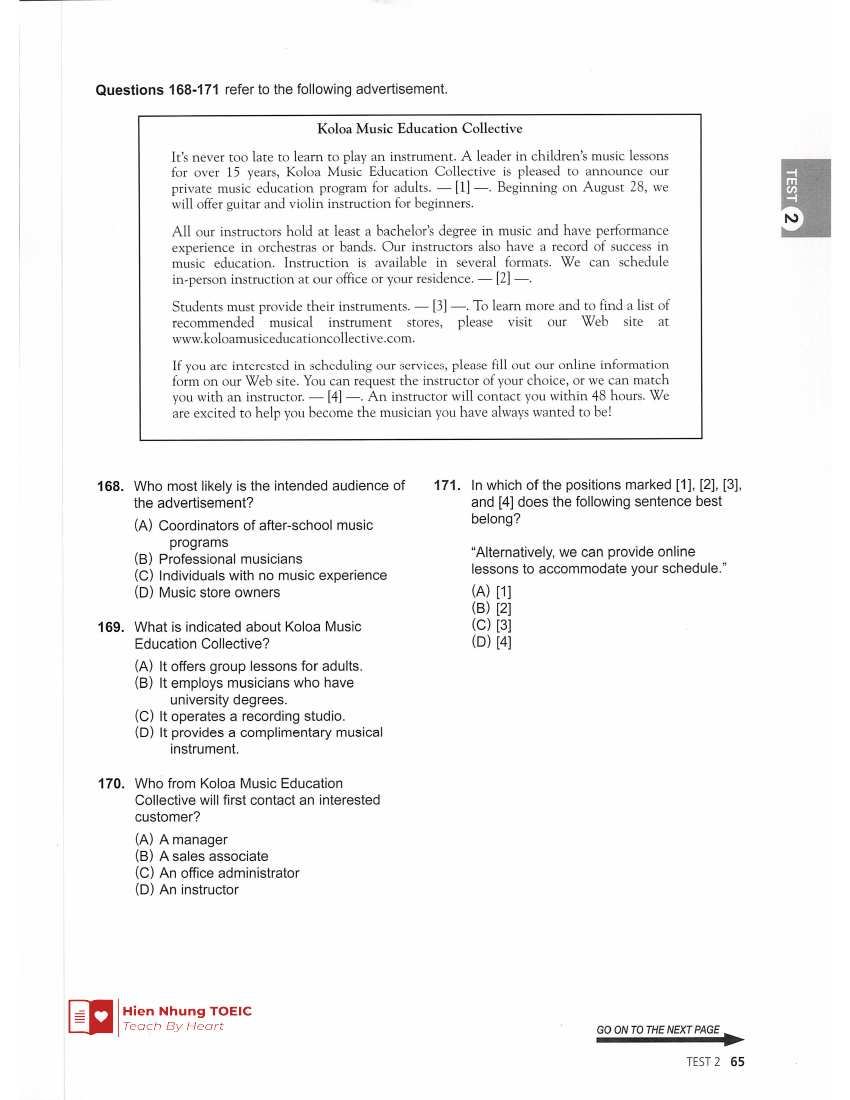 Questions 168-171 refer to the following advertisement.
Koloa Music Education Collective
It's never too late to learn to play an instrument. A leader in children's music lessons
for over 15 years, Koloa Music Education Collective is pleased to announce our
private music education program for adults. — [1] —. Beginning on August 28, we
will offer guitar and violin instruction for beginners.
All our instructors hold at least a bachelor's degree in music and have performance
experience in orchestras or bands. Our instructors also have a record of success in
music education. Instruction is available in several formats. We can schedule
in-person instruction at our office or your residence. — [2] —.
Students must provide their instruments. — [3] —. To learn more and to find a list of
recommended musical instrument stores, please visit our Web site at
www.koloamusiceducationcollective.com.
If you are interested in scheduling our services, please fill out our online information
form on our Web site. You can request the instructor of your choice, or we can match
you with an instructor. — [4] —. An instructor will contact you within 48 hours. We
are excited to help you become the musician you have always wanted to be!
TEST 2
168. Who most likely is the intended audience of
the advertisement?
(A) Coordinators of after-school music
programs
(B) Professional musicians
(C) Individuals with no music experience
(D) Music store owners
169. What is indicated about Koloa Music
Education Collective?
(A) It offers group lessons for adults.
(B) It employs musicians who have
university degrees.
(C) It operates a recording studio.
(D) It provides a complimentary musical
instrument.
170. Who from Koloa Music Education
Collective will first contact an interested
customer?
(A) A manager
(B) A sales associate
(C) An office administrator
(D) An instructor
171. In which of the positions marked [1], [2], [3],
and [4] does the following sentence best
belong?
"Alternatively, we can provide online
lessons to accommodate your schedule."
(A) [1]
(B) [2]
(C) [3]
(D) [4]
Hien Nhung TOEIC
Teach By Heart
GO ON TO THE NEXT PAGE
TEST 2 65